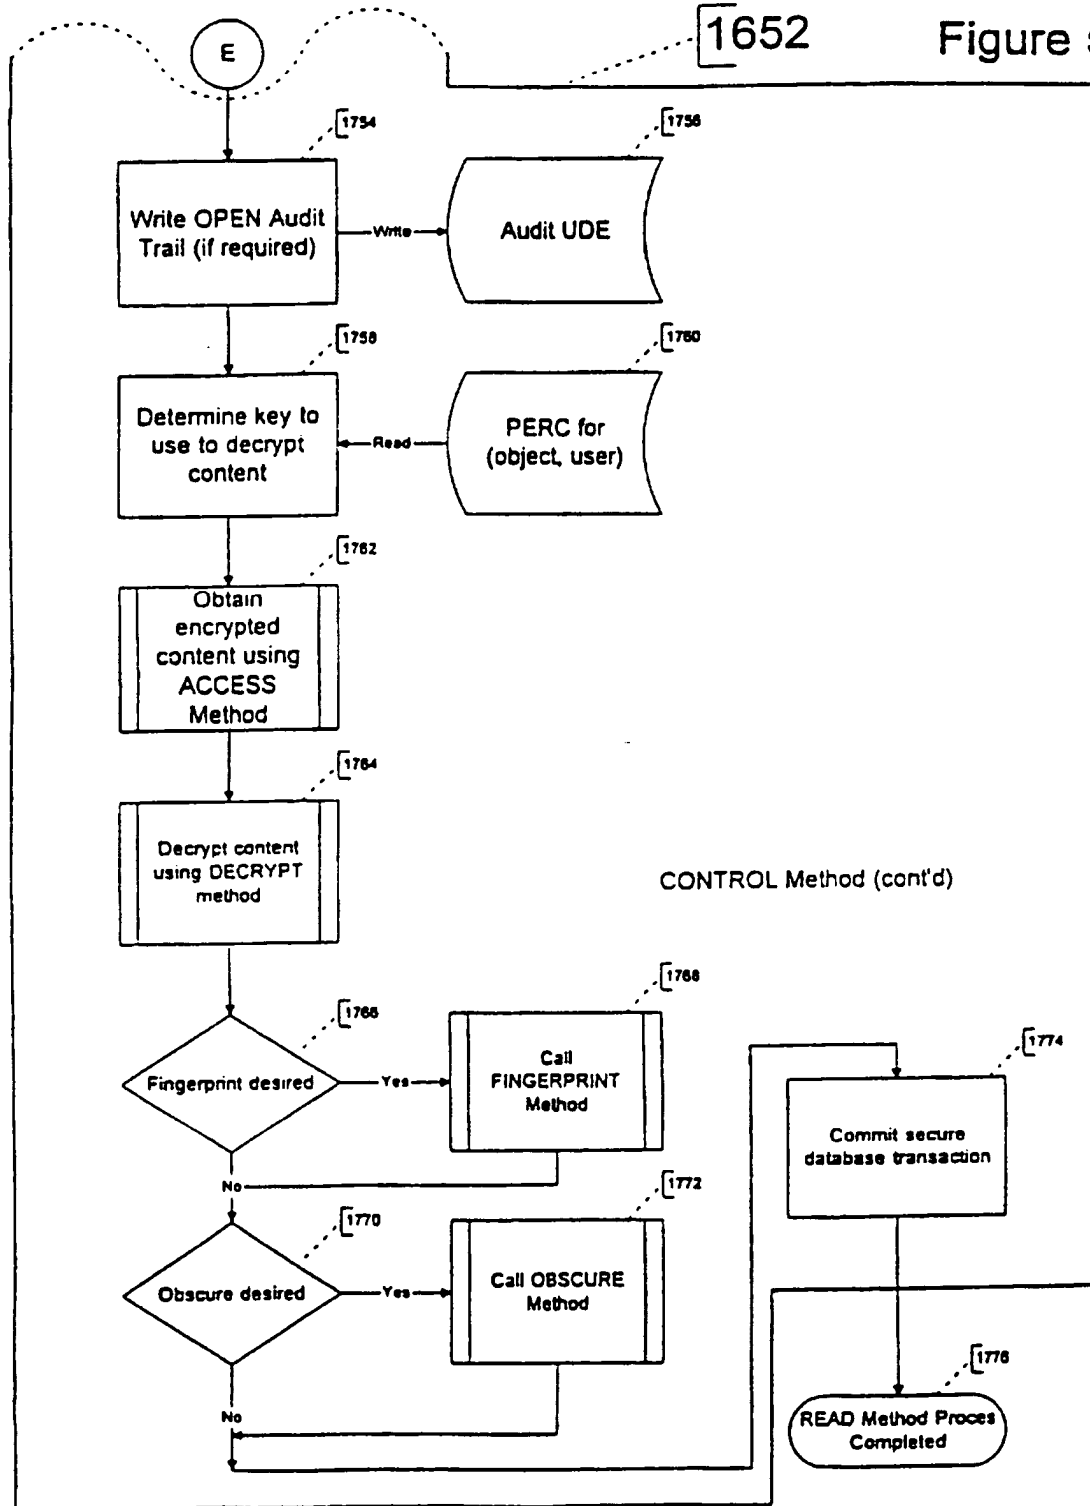 E
1652
Figure
1754
1756
Write OPEN Audit
Trail (if required)
Write
Audit UDE
1758
1760
Determine key to
use to decrypt
content
Read
PERC for
(object, user)
1762
Obtain
encrypted
content using
ACCESS
Method
1764
Decrypt content
using DECRYPT
method
CONTROL Method (cont'd)
1766
1768
Fingerprint desired
Yes
Call
FINGERPRINT
Method
1774
Commit secure
database transaction
No
1770
1772
Obscure desired
Yes
Call OBSCURE
Method
1776
READ Method Proces
Completed
No